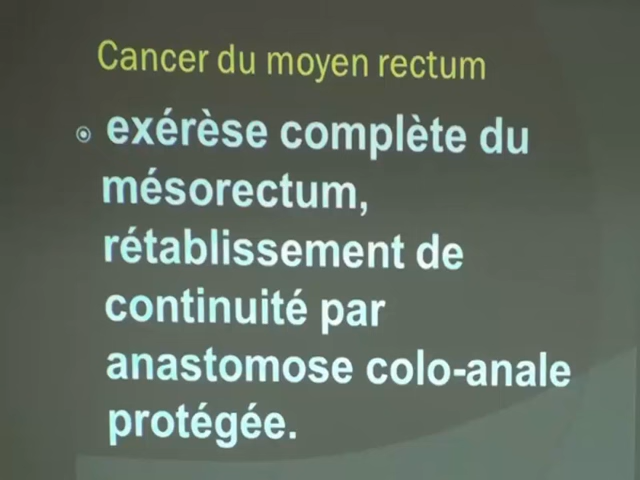 Cancer du moyen rectum
exérèse complète du
mésorectum,
rétablissement de
continuité par
anastomose colo-anale
protégée.